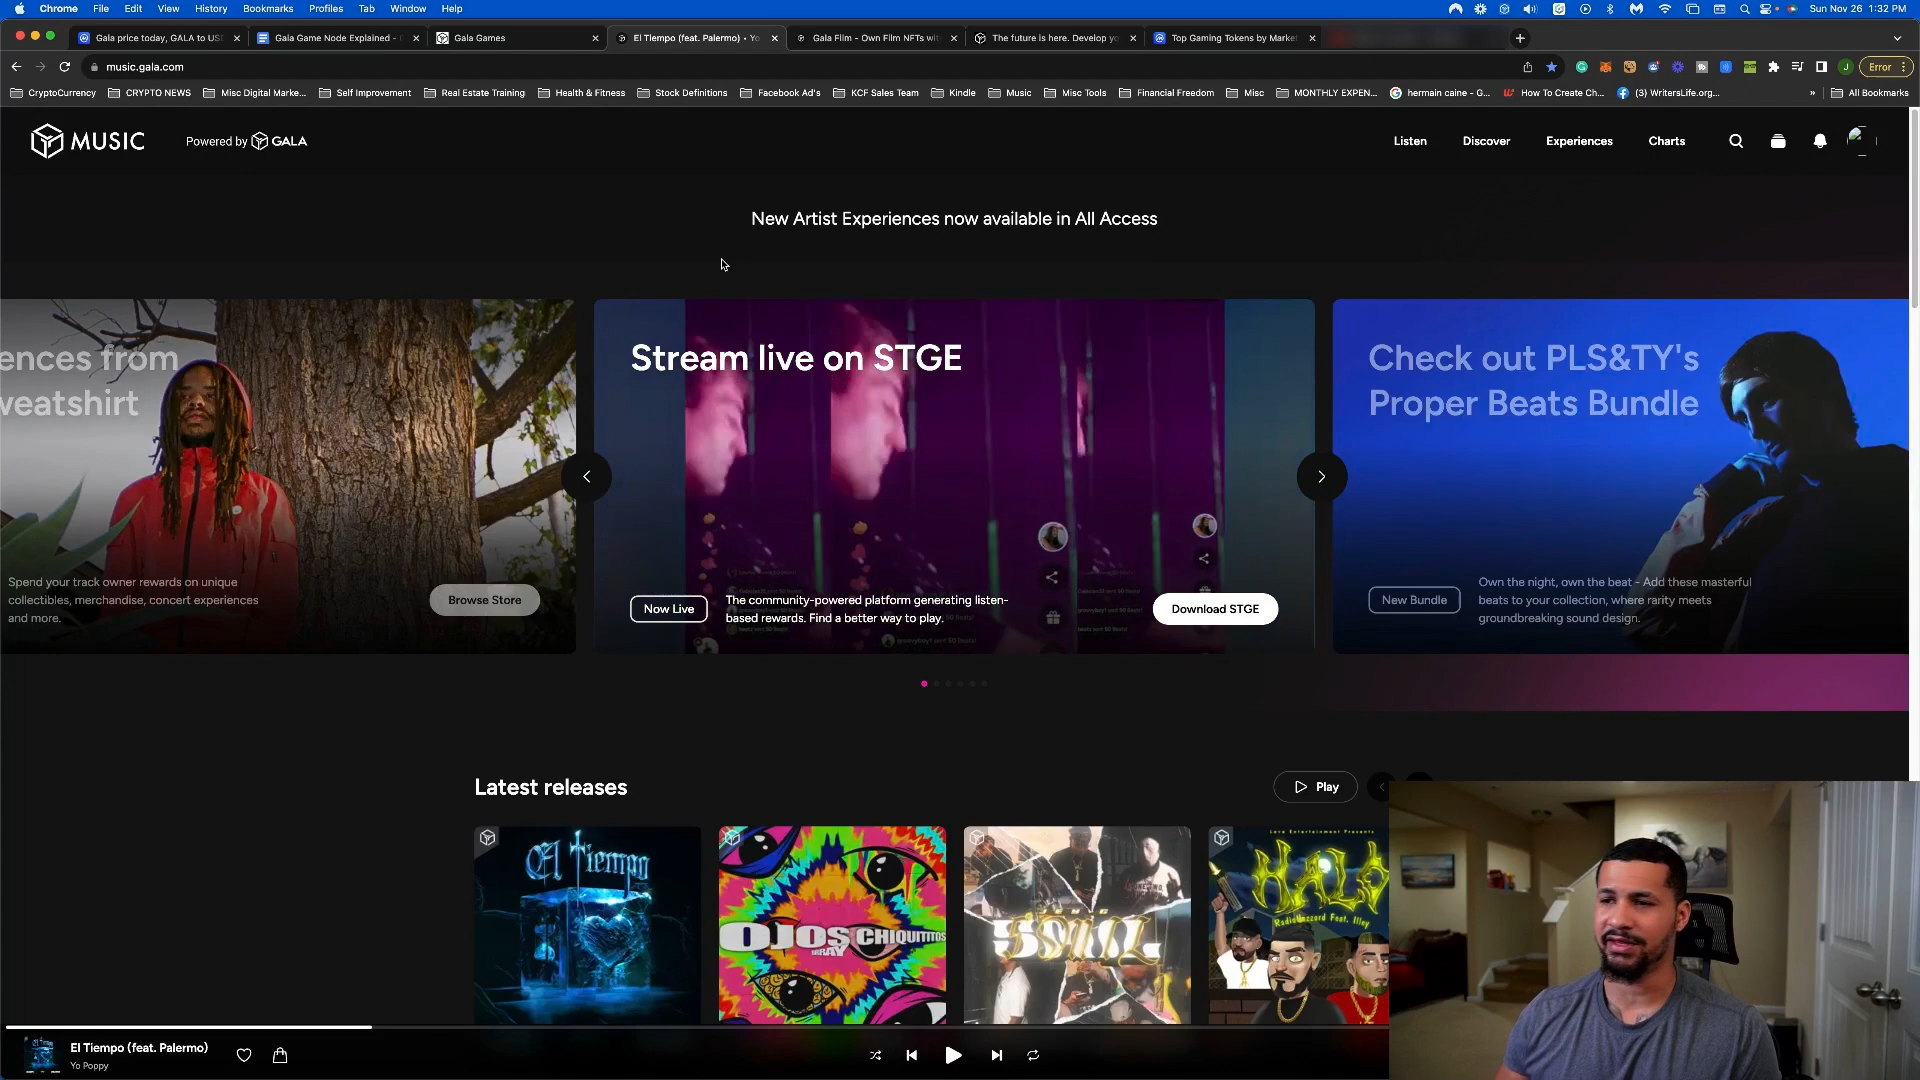 Chrome File Edit View History Bookmarks Profiles Tab Window Help Sun Nov 26 1:32 PM
Gala price today, GALA to US
Gala Game Node Explained -
Gala Games
El Tiempo (feat. Palermo) • Yo
Gala Film - Own Film NFTs wit
The future is here. Develop yo
Top Gaming Tokens by Market
music.gala.com
Error
CryptoCurrency CRYPTO NEWS Misc Digital Marke... Self Improvement Real Estate Training Health & Fitness Stock Definitions Facebook Ad's KCF Sales Team Kindle Music Misc Tools Financial Freedom Misc MONTHLY EXPEN... hermain caine - G... How To Create Ch... (3) WritersLife.org... » All Bookmarks
MUSIC Powered by GALA
Listen Discover Experiences Charts
New Artist Experiences now available in All Access
ences from
weatshirt
Spend your track owner rewards on unique
collectibles, merchandise, concert experiences
and more.
Browse Store
Stream live on STGE
Now Live
The community-powered platform generating listen-
based rewards. Find a better way to play.
Download STGE
Check out PLS&TY's
Proper Beats Bundle
New Bundle
Own the night, own the beat - Add these masterful
beats to your collection, where rarity meets
groundbreaking sound design.
Latest releases
Play
El Tiempo
OJOS CHIQUITITOS
Lava Entertainment Presents
HALO
El Tiempo (feat. Palermo)
Yo Poppy